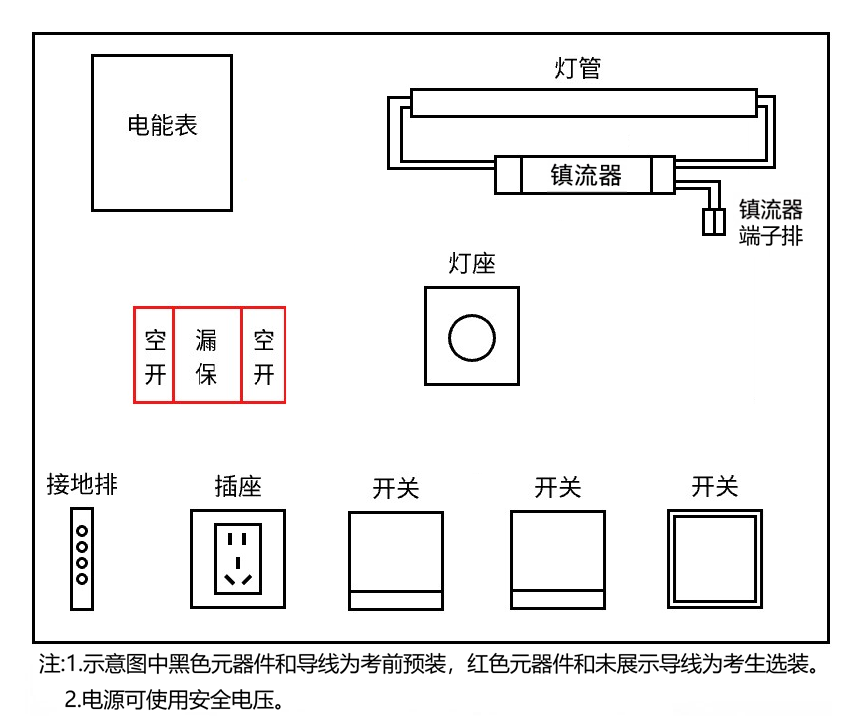 灯管
电能表
镇流器
镇流器
端子排
灯座
空开
漏保
空开
接地排
插座
开关
开关
开关
注:1.示意图中黑色元器件和导线为考前预装，红色元器件和未展示导线为考生选装。
2.电源可使用安全电压。